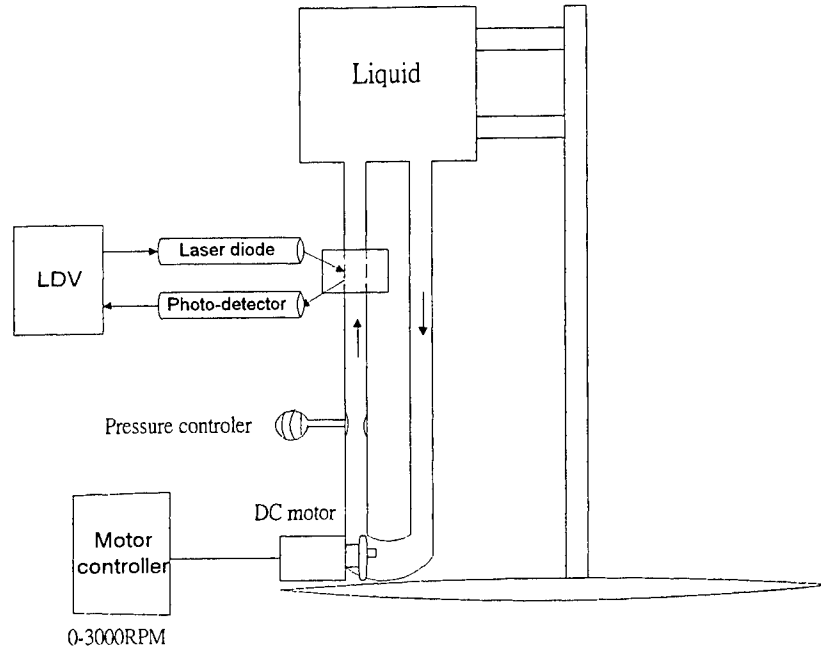 Liquid
Laser diode
LDV
Photo-detector
Pressure controler
DC motor
Motor
controller
0-3000RPM